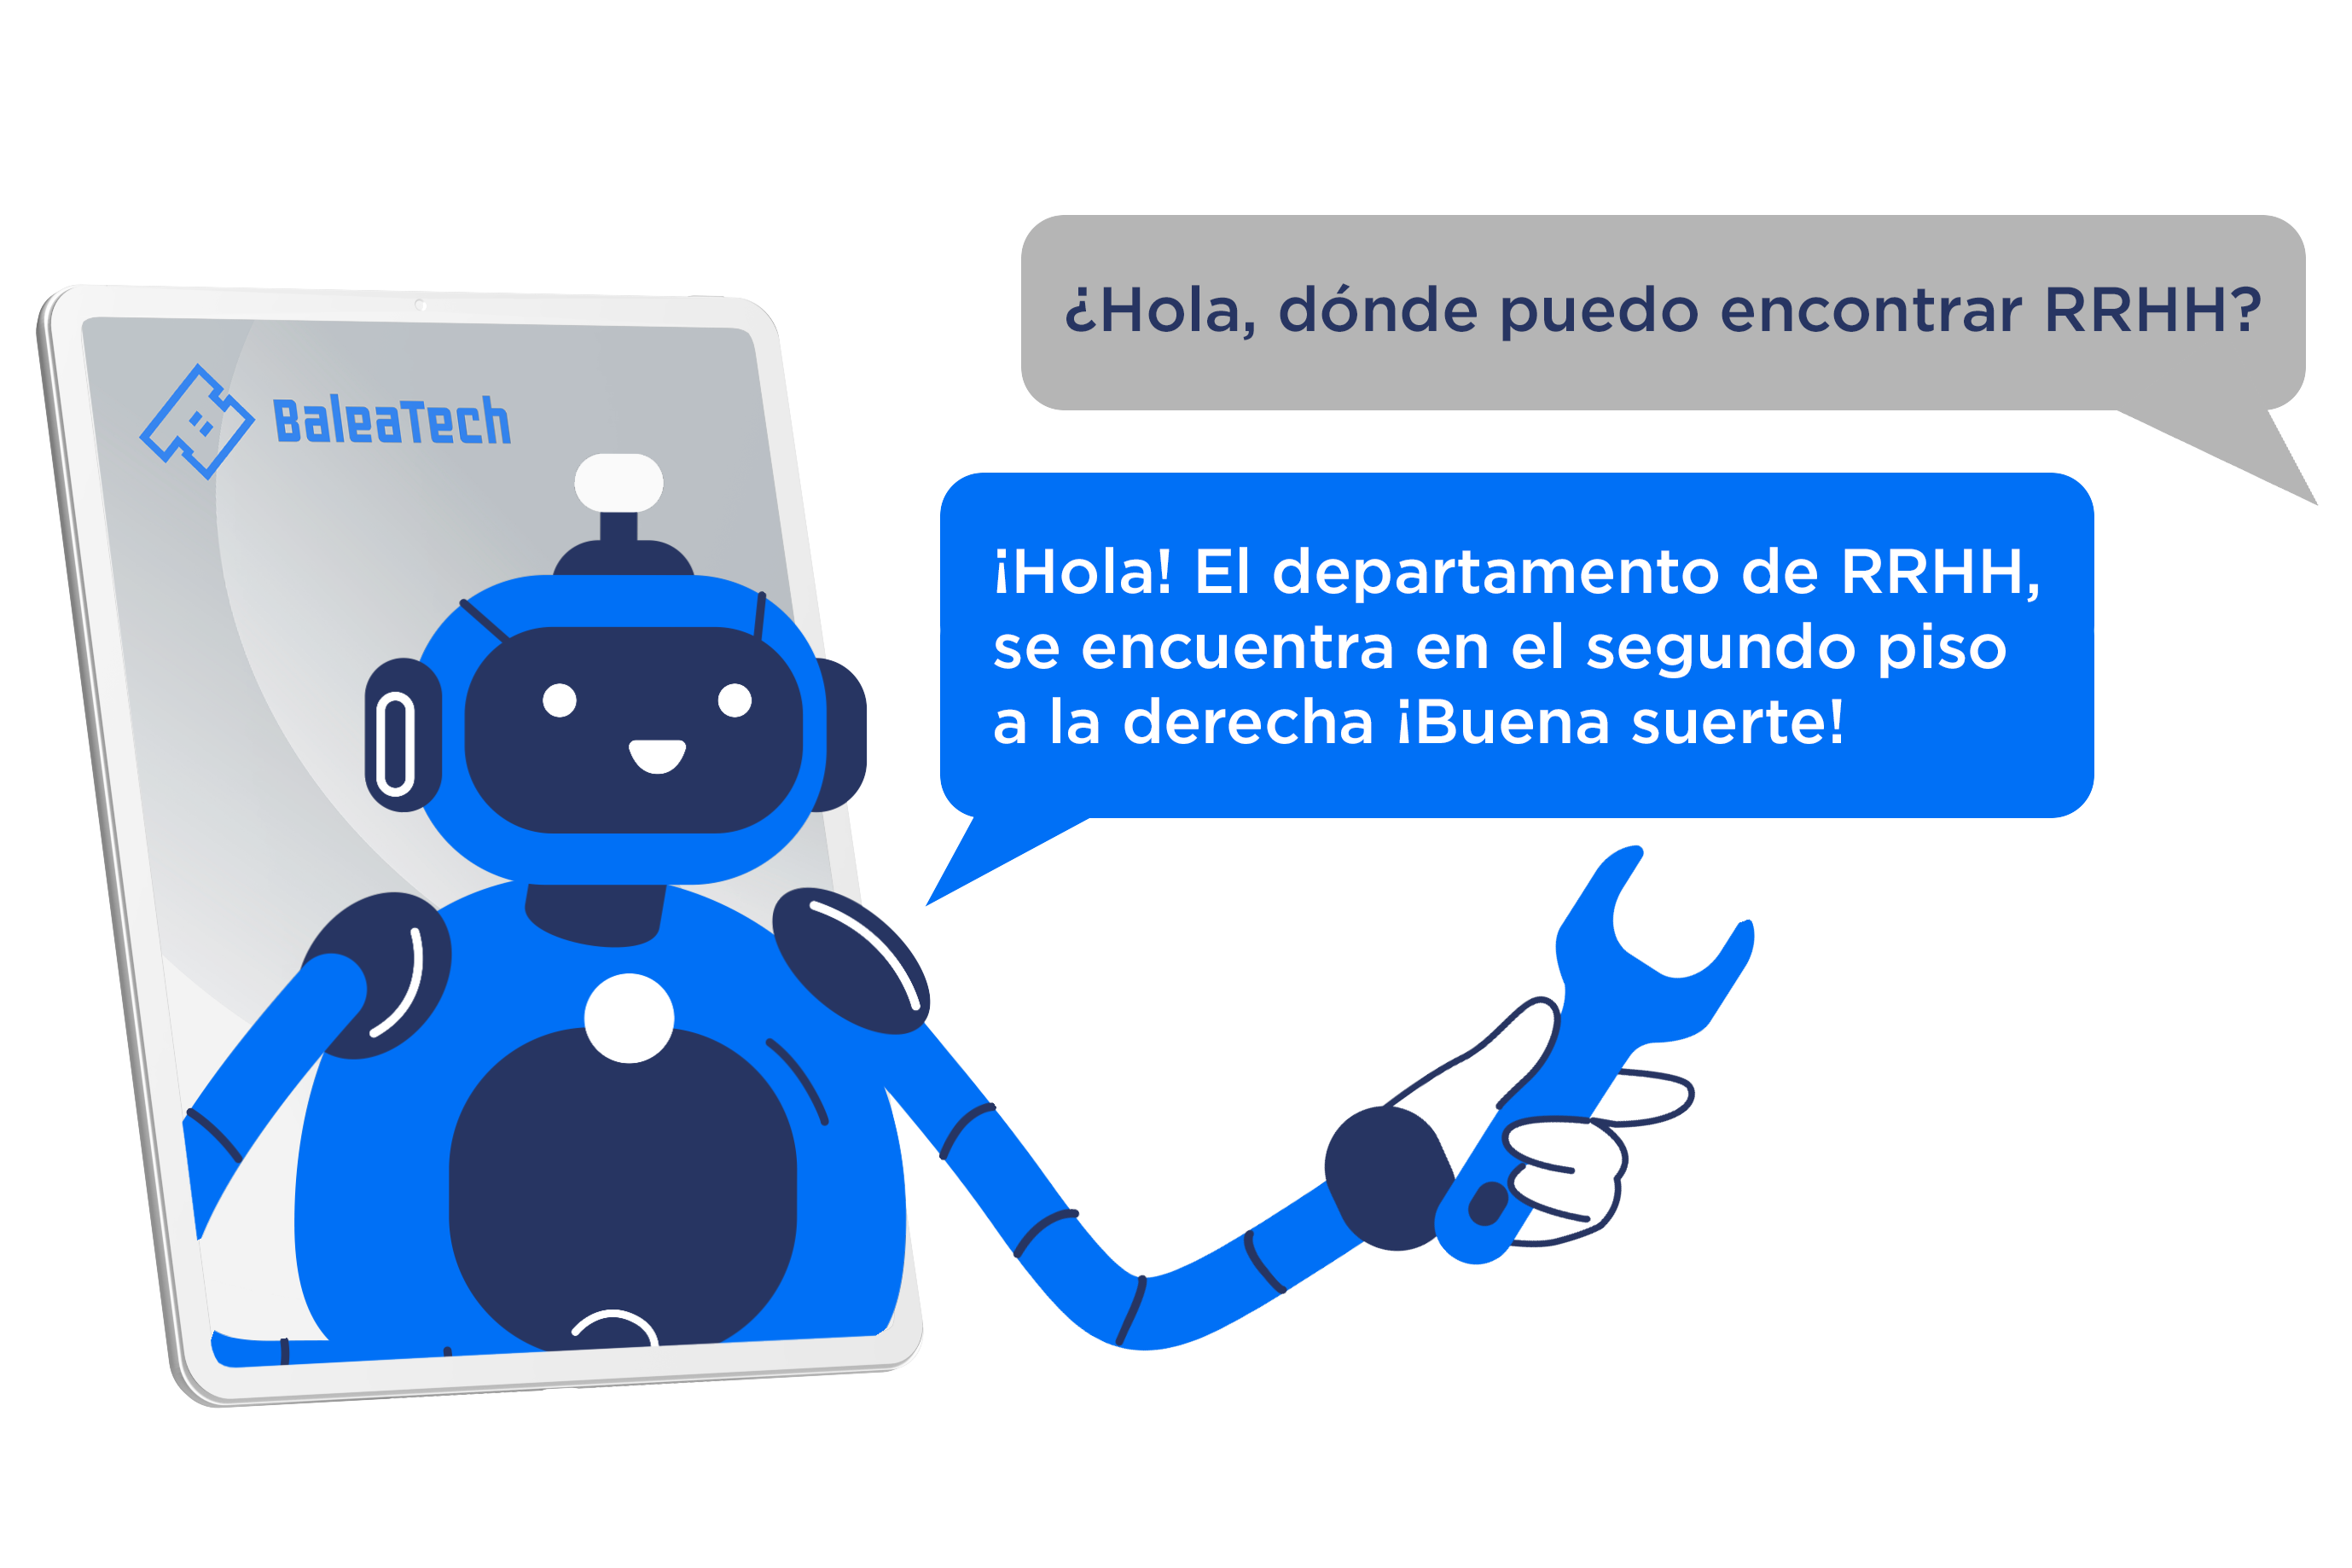 BaleaTech
¿Hola, dónde puedo encontrar RRHH?
¡Hola! El departamento de RRHH,
se encuentra en el segundo piso
a la derecha ¡Buena suerte!